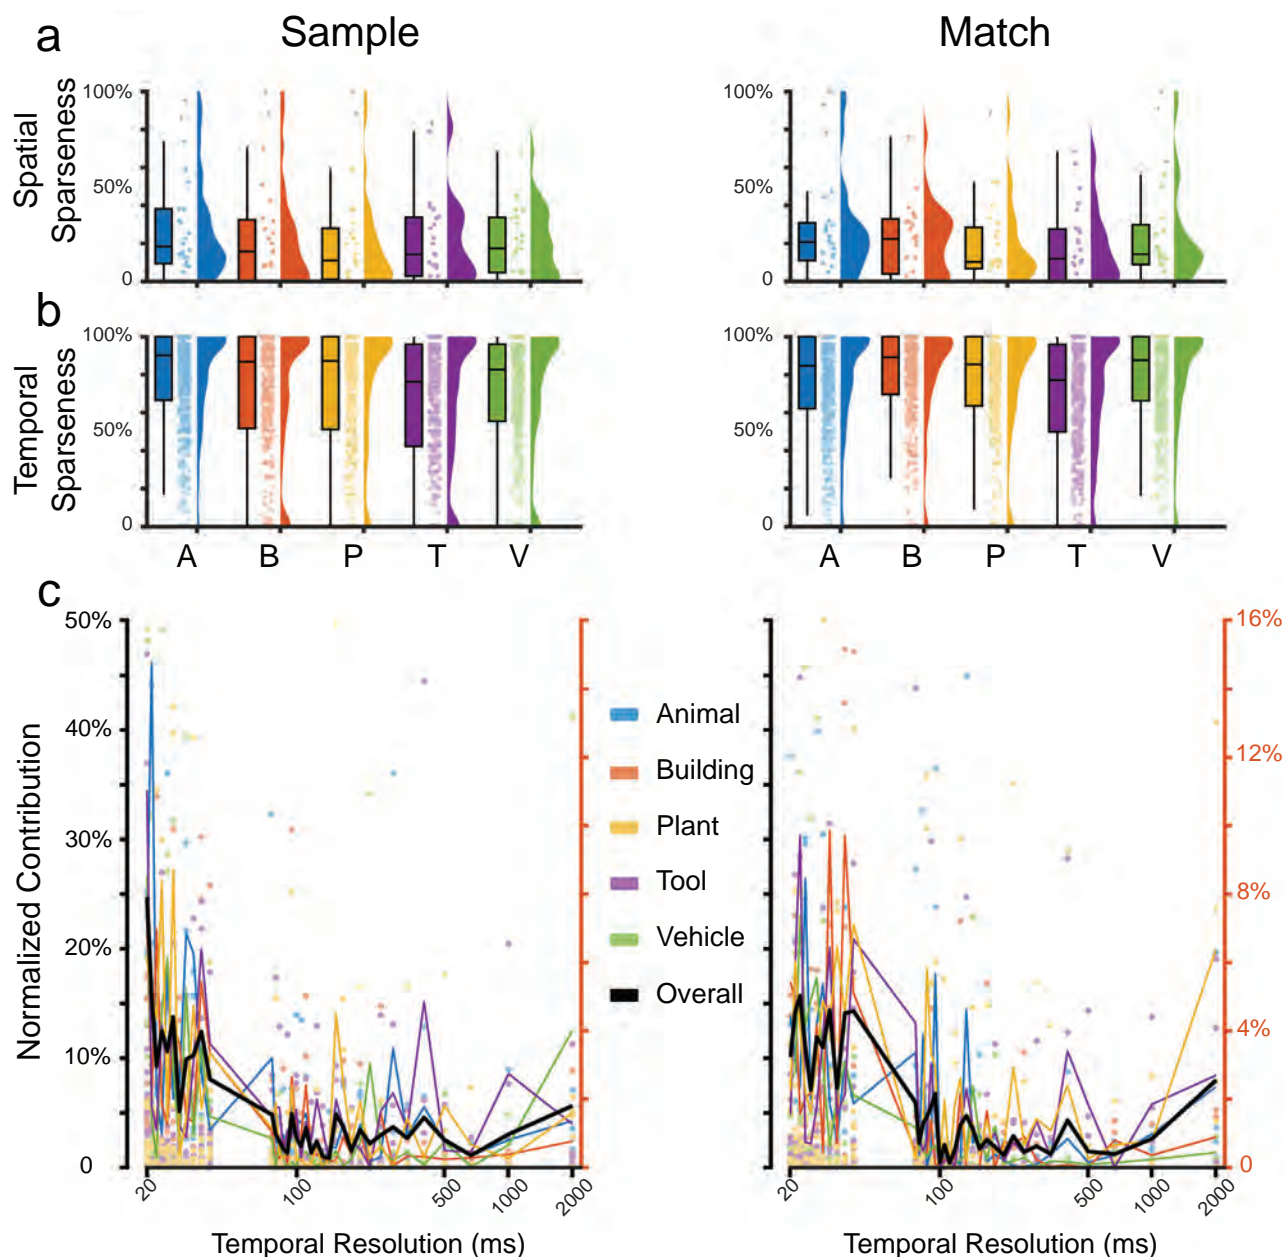 a
Sample
Match
Spatial
Sparseness
100%
50%
0
100%
50%
0
b
Temporal
Sparseness
100%
50%
0
100%
50%
0
A B P T V
A B P T V
c
Normalized Contribution
50%
40%
30%
20%
10%
0
Animal
Building
Plant
Tool
Vehicle
Overall
16%
12%
8%
4%
0
20 100 500 1000 2000
20 100 500 1000 2000
Temporal Resolution (ms)
Temporal Resolution (ms)